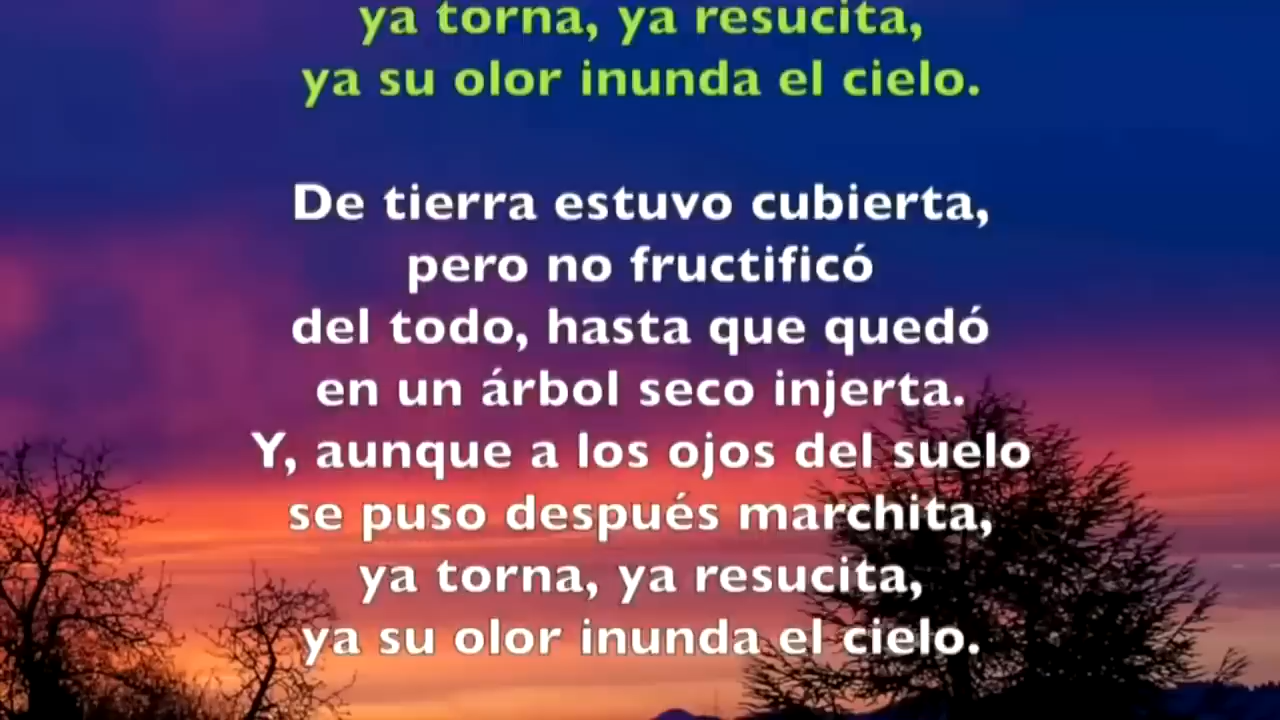 ya torna, ya resucita,
ya su olor inunda el cielo.
De tierra estuvo cubierta,
pero no fructificó
del todo, hasta que quedó
en un árbol seco injerta.
Y, aunque a los ojos del suelo
se puso después marchita,
ya torna, ya resucita,
ya su olor inunda el cielo.